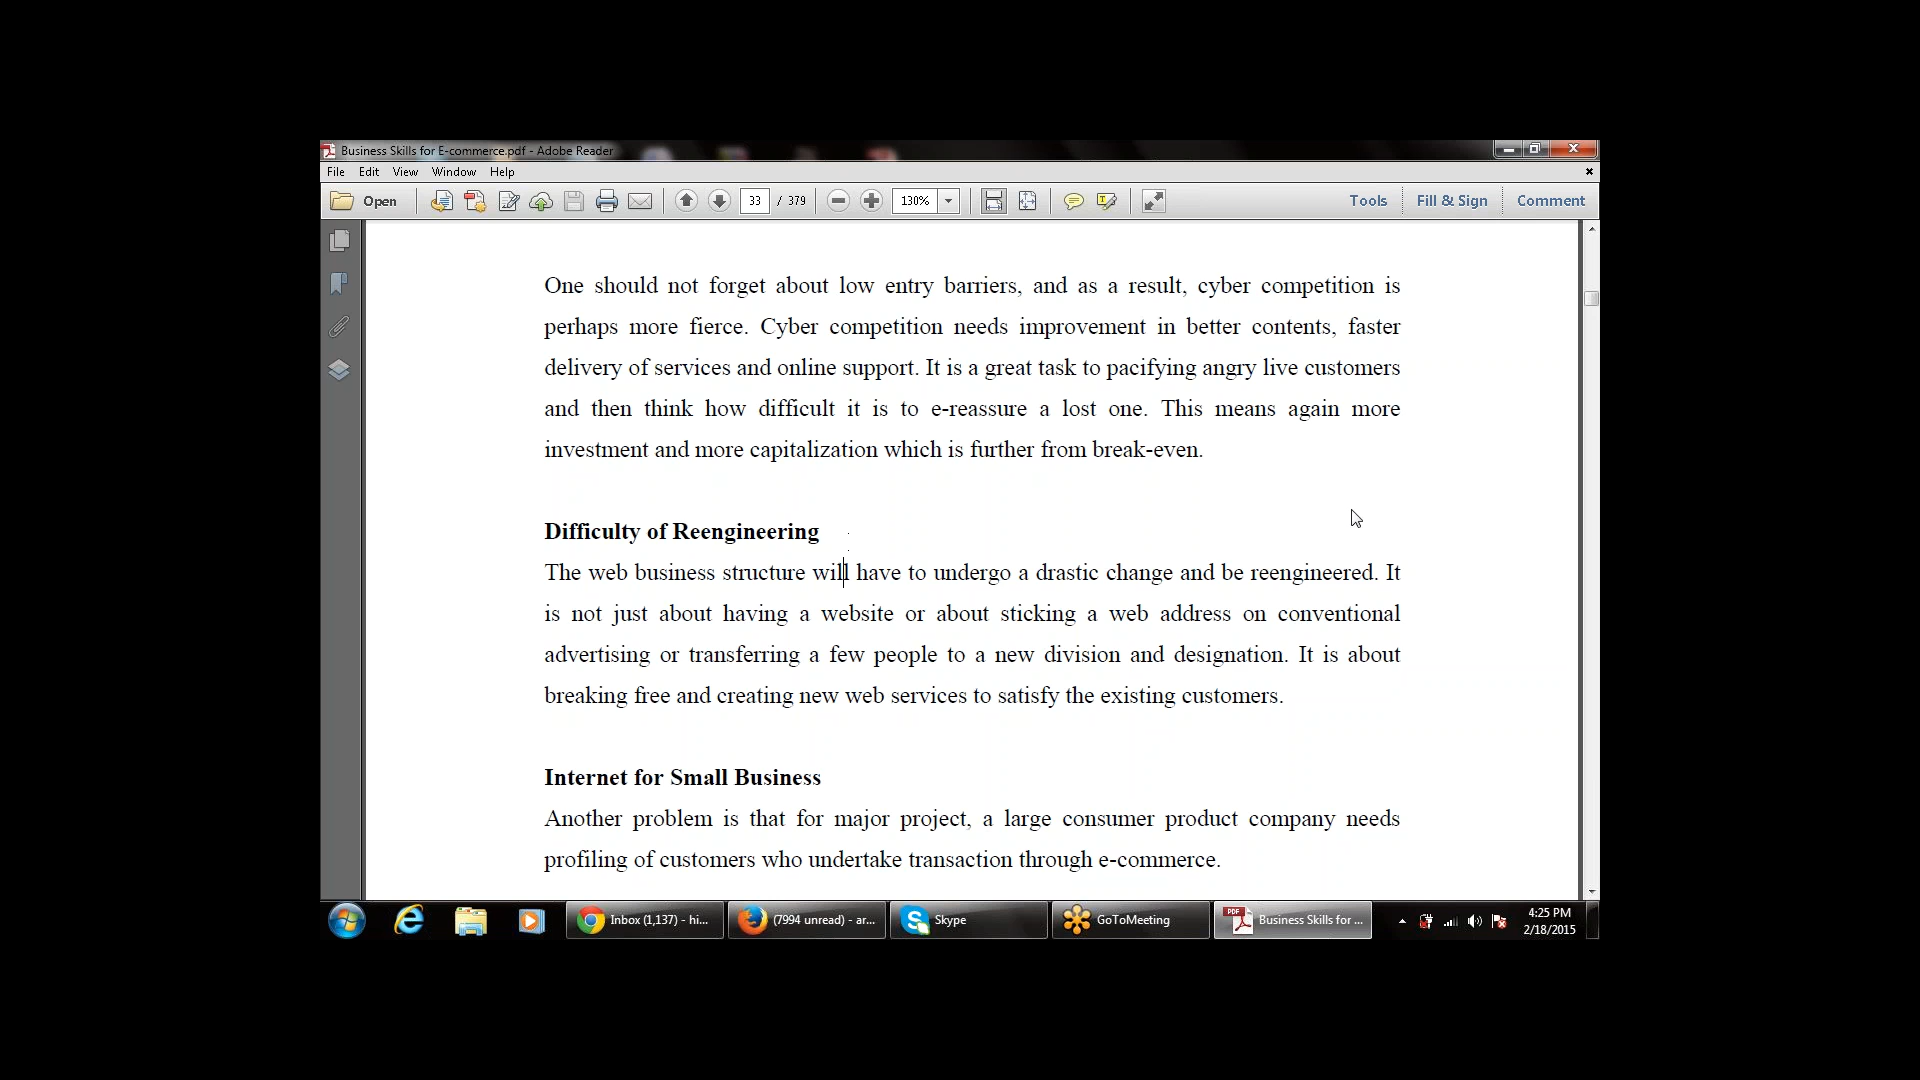 Business Skills for E-commerce.pdf - Adobe Reader
File Edit View Window Help
Open 33 / 379 130% Tools Fill & Sign Comment
One should not forget about low entry barriers, and as a result, cyber competition is
perhaps more fierce. Cyber competition needs improvement in better contents, faster
delivery of services and online support. It is a great task to pacifying angry live customers
and then think how difficult it is to e-reassure a lost one. This means again more
investment and more capitalization which is further from break-even.
Difficulty of Reengineering
The web business structure will have to undergo a drastic change and be reengineered. It
is not just about having a website or about sticking a web address on conventional
advertising or transferring a few people to a new division and designation. It is about
breaking free and creating new web services to satisfy the existing customers.
Internet for Small Business
Another problem is that for major project, a large consumer product company needs
profiling of customers who undertake transaction through e-commerce.
Inbox (1,137) - hi... (7994 unread) - ar... Skype GoToMeeting PDF Business Skills for ... 4:25 PM
2/18/2015